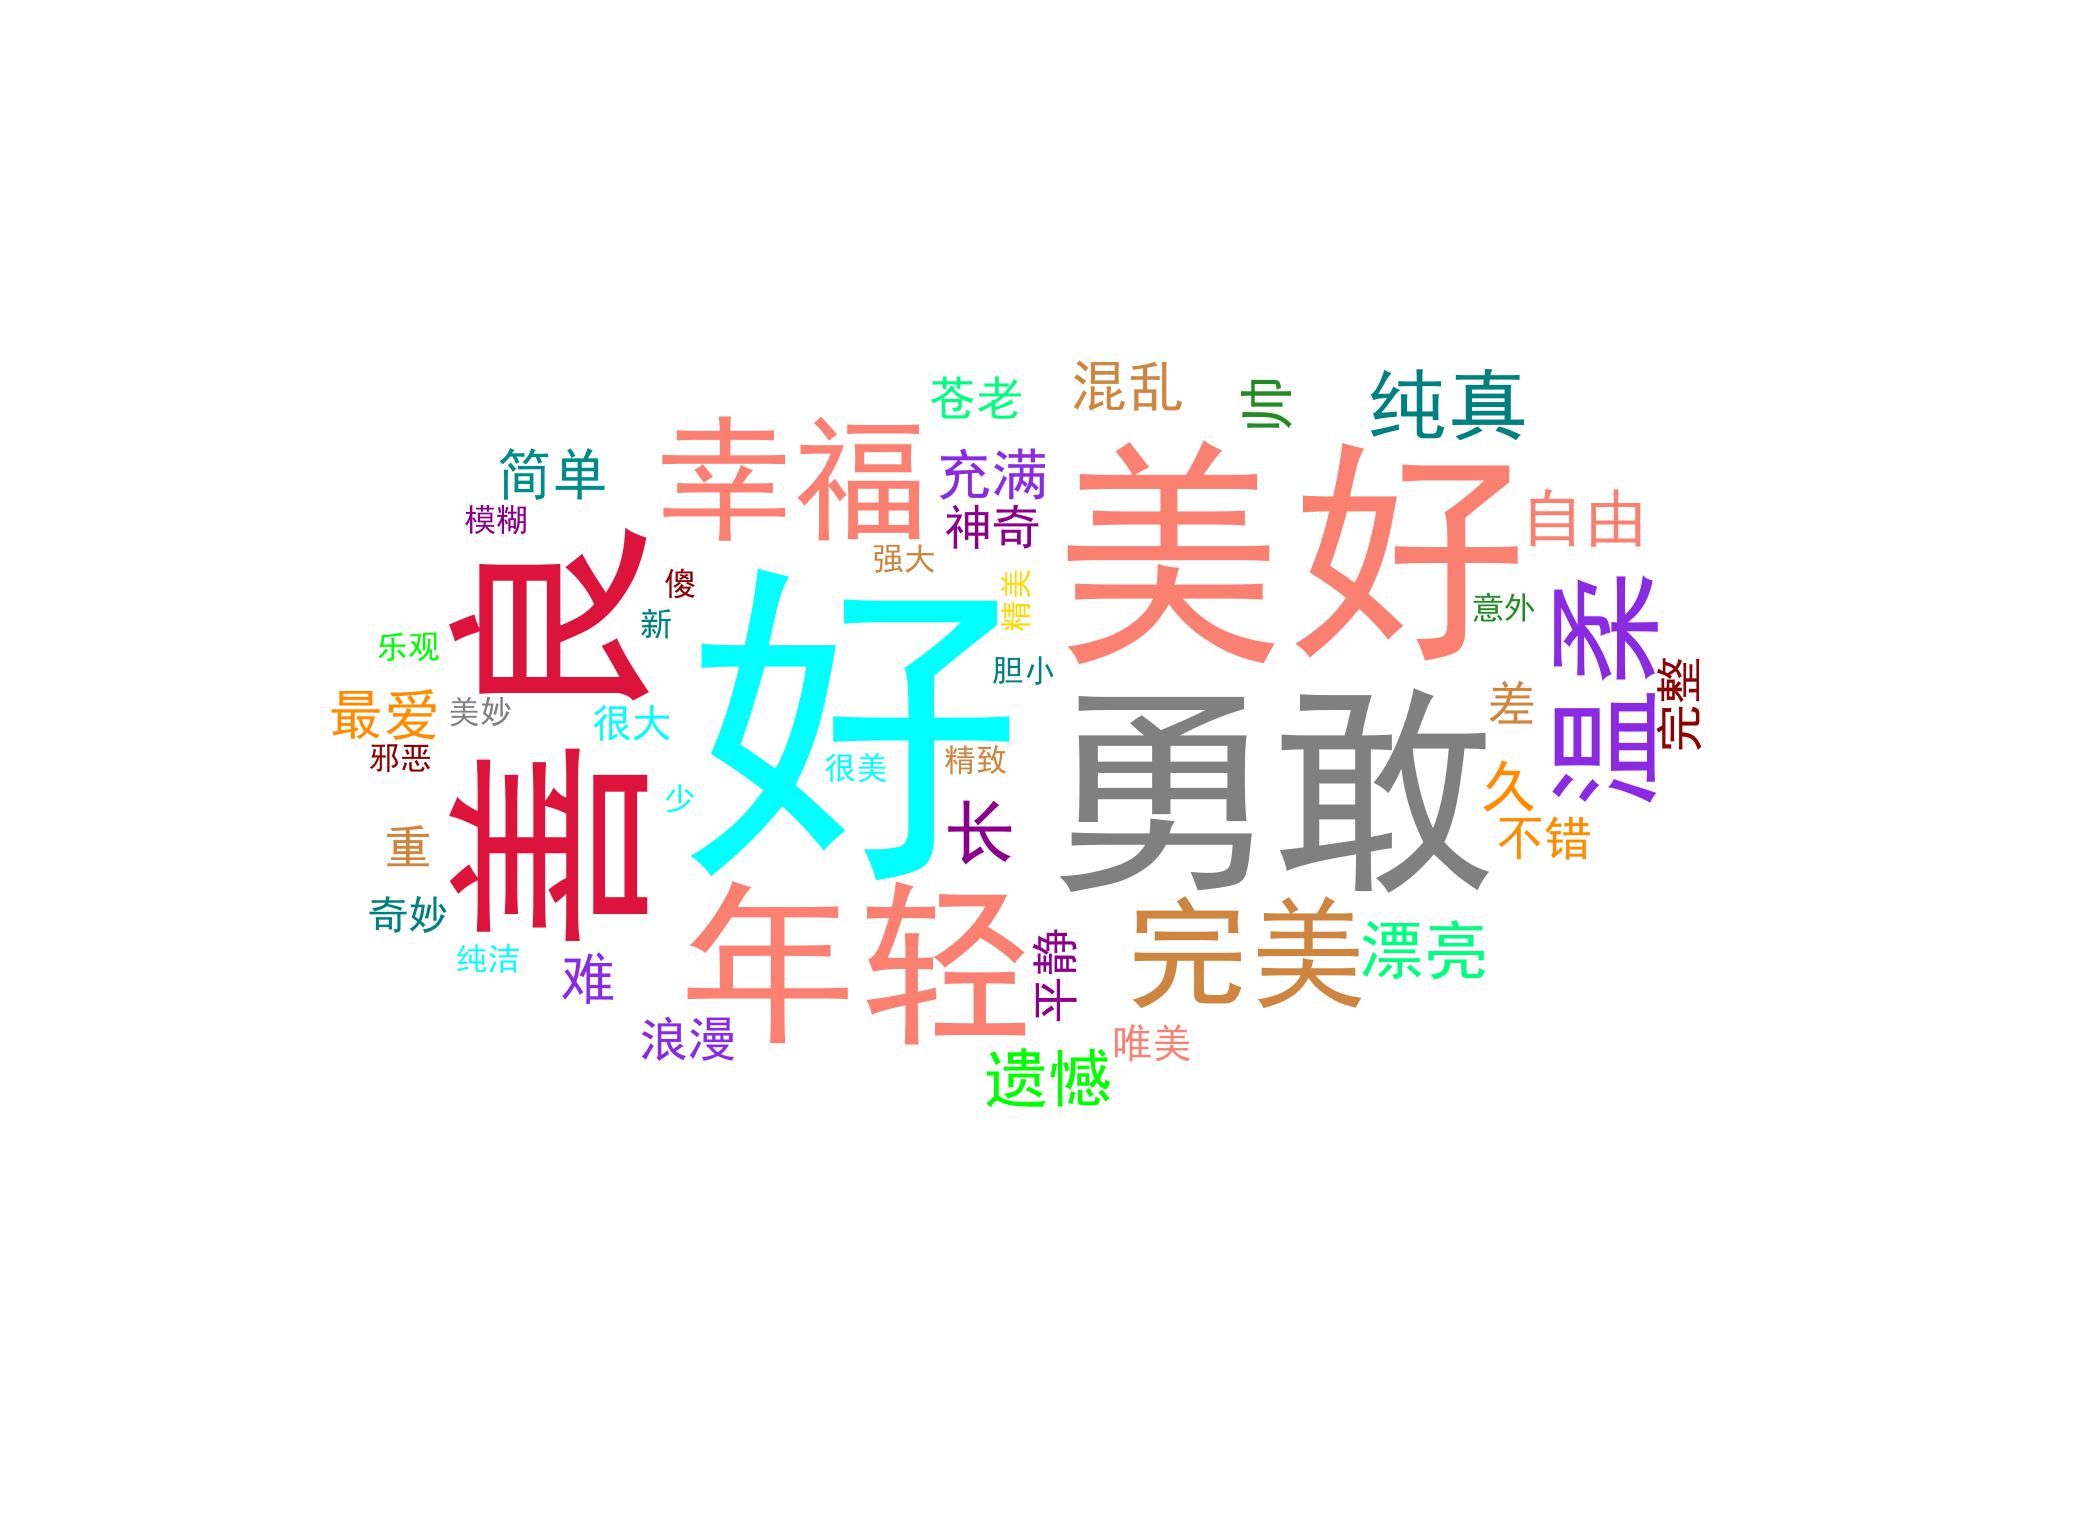 混乱
纯真
帅
苍老
幸福
充满
美好
简单
自由
神奇
模糊
强大
善良
傻
精美
意外
温柔
新
好
乐观
胆小
完整
最爱
美妙
很大
勇敢
差
邪恶
很美
精致
久
少
重
长
不错
奇妙
年轻
完美
漂亮
纯洁
难
平静
浪漫
唯美
遗憾